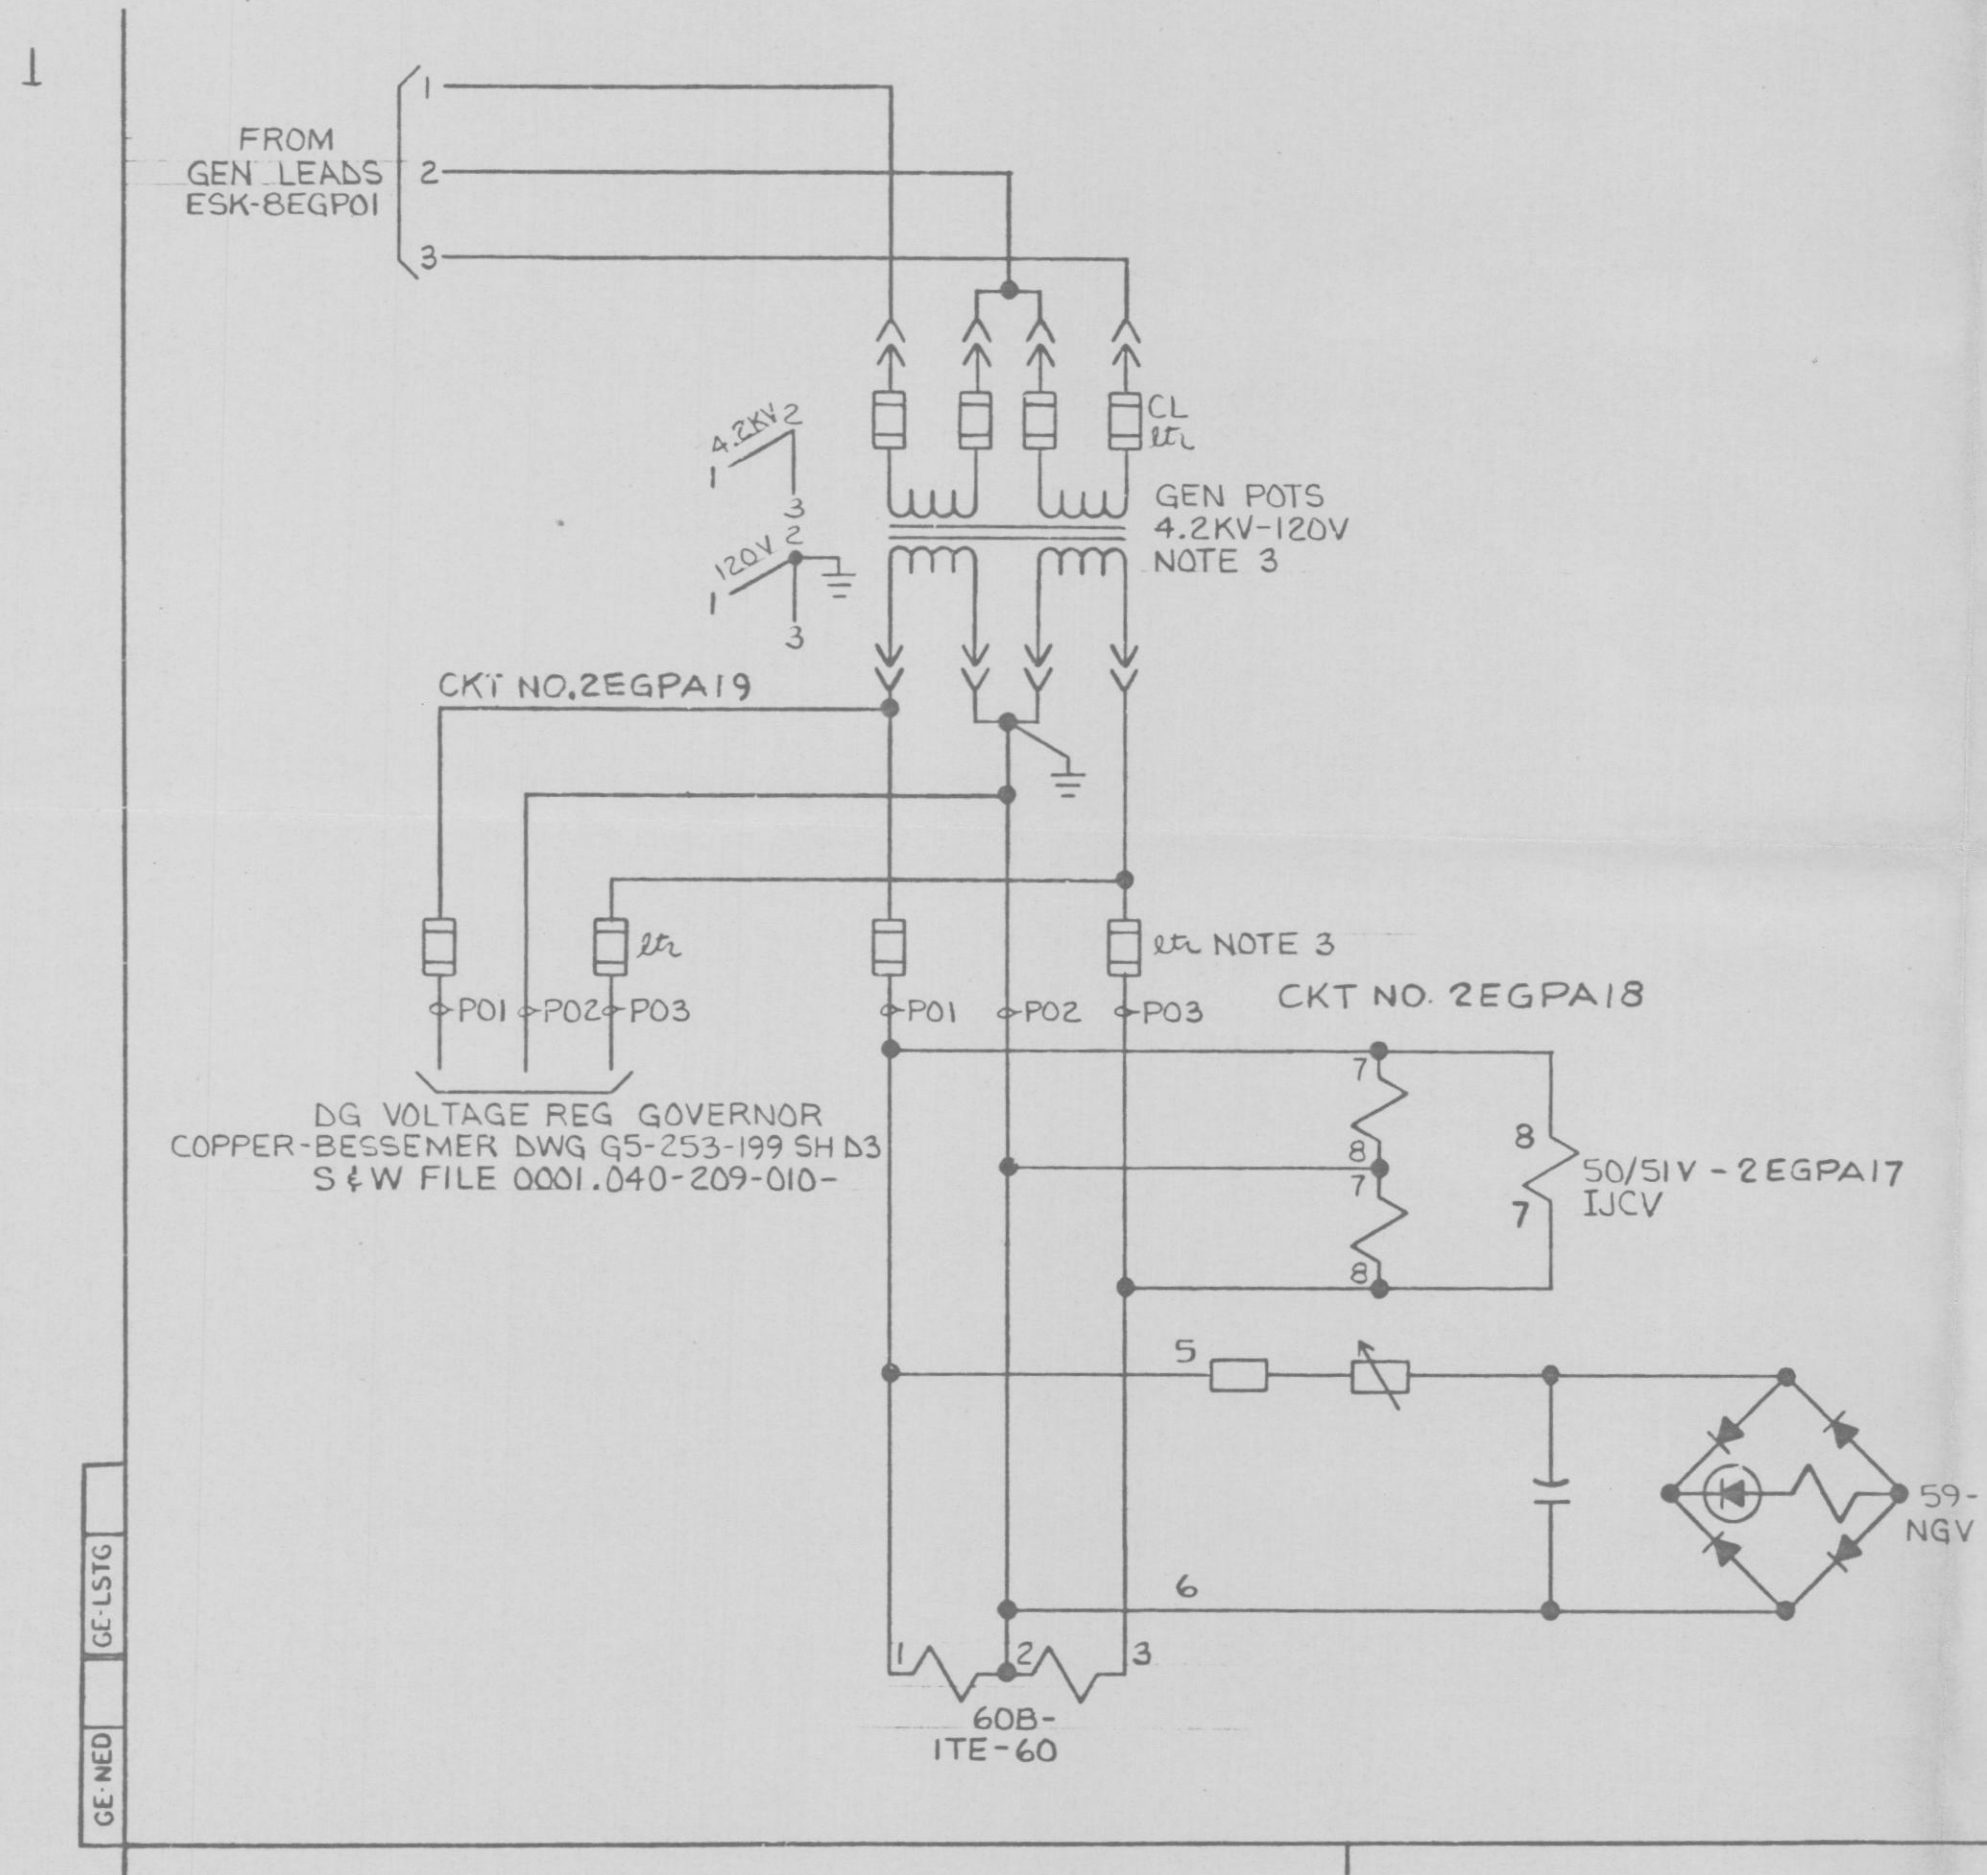 1
1
FROM
GEN LEADS
ESK-8EGP01
2
3
CL
ltr
4.2KV
1
2
3
GEN POTS
4.2KV-120V
NOTE 3
120V
1
2
3
CKT NO.2EGPA19
ltr
ltr NOTE 3
P01
P02
P03
P01
P02
P03
CKT NO. 2EGPA18
DG VOLTAGE REG GOVERNOR
COPPER-BESSEMER DWG G5-253-199 SH D3
S & W FILE 0001.040-209-010-
7
8
7
8
8
7
50/51V - 2EGPA17
IJCV
5
59-
NGV
6
1
2
3
60B-
ITE-60
GE-LSTG
GE-NED